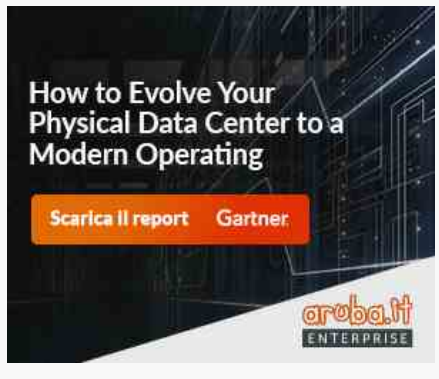 How to Evolve Your
Physical Data Center to a
Modern Operating
Scarica il report Gartner
aruba.it
ENTERPRISE